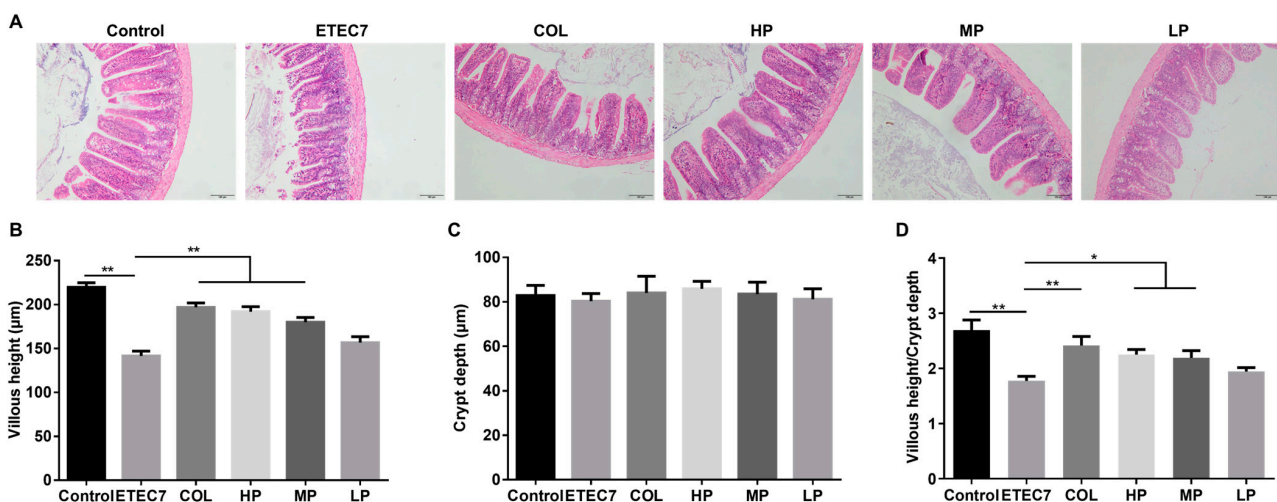 A
Control ETEC7 COL HP MP LP
B
Villous height (µm)
250
200
150
100
50
0
**
**
Control ETEC7 COL HP MP LP
C
Crypt depth (µm)
100
80
60
40
20
0
Control ETEC7 COL HP MP LP
D
Villous height/Crypt depth
4
3
2
1
0
*
**
**
Control ETEC7 COL HP MP LP